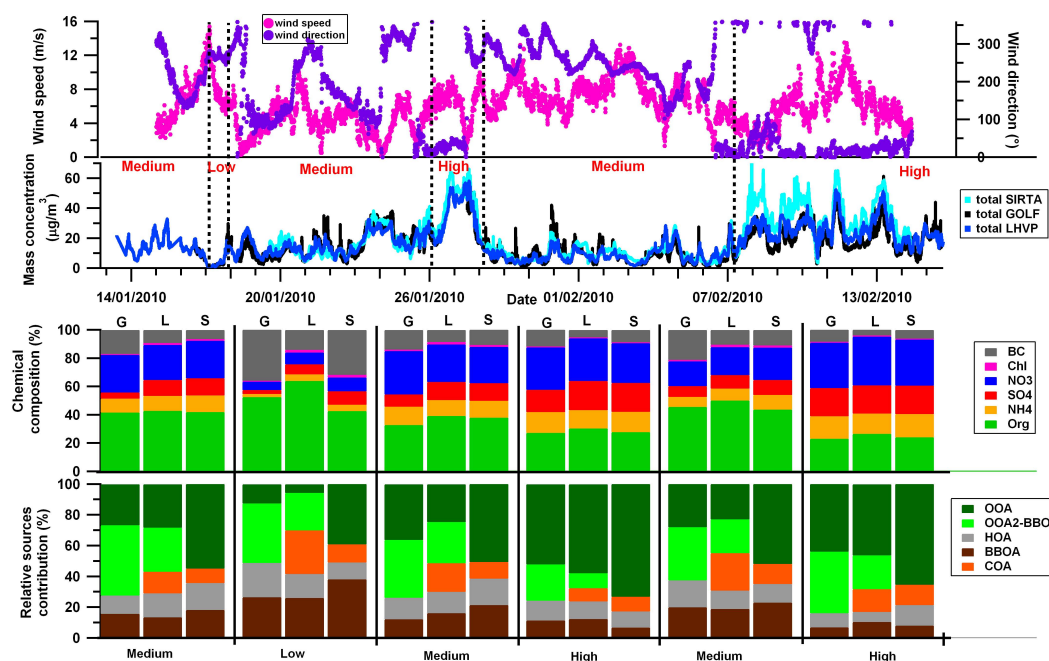 wind speed
wind direction
Wind speed (m/s)
16
12
8
4
0
Wind direction (°)
300
200
100
0
Medium
Low
Medium
High
Medium
High
Mass concentration
(µg/m³)
60
40
20
0
total SIRTA
total GOLF
total LHVP
14/01/2010
20/01/2010
26/01/2010
Date
01/02/2010
07/02/2010
13/02/2010
G L S G L S G L S G L S G L S G L S
Chemical
composition (%)
100
80
60
40
20
0
BC
Chl
NO3
SO4
NH4
Org
Relative sources
contribution (%)
100
80
60
40
20
0
OOA
OOA2-BBO
HOA
BBOA
COA
Medium
Low
Medium
High
Medium
High